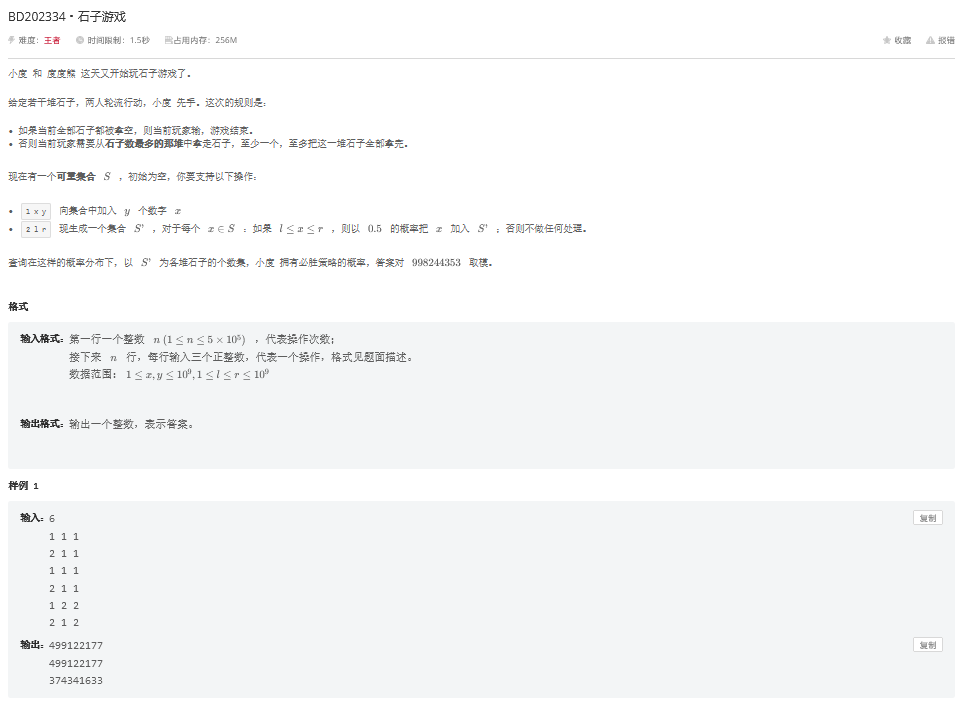 BD202334・石子游戏
难度: 王者 时间限制: 1.5秒 占用内存: 256M 收藏 报错
小度 和 度度熊 这天又开始玩石子游戏了。
给定若干堆石子，两人轮流行动，小度 先手。这次的规则是:
• 如果当前全部石子都被拿空，则当前玩家输，游戏结束。
• 否则当前玩家需要从石子数最多的那堆中拿走石子，至少一个，至多把这一堆石子全部拿完。
现在有一个可重集合 S ，初始为空，你要支持以下操作:
• 1 x y 向集合中加入 y 个数字 x
• 2 l r 现生成一个集合 S' ，对于每个 x ∈ S ：如果 l ≤ x ≤ r ，则以 0.5 的概率把 x 加入 S' ；否则不做任何处理。
查询在这样的概率分布下，以 S' 为各堆石子的个数集，小度 拥有必胜策略的概率，答案对 998244353 取模。
格式
输入格式: 第一行一个整数 n (1 ≤ n ≤ 5 × 10⁵) ，代表操作次数;
接下来 n 行，每行输入三个正整数，代表一个操作，格式见题面描述。
数据范围: 1 ≤ x, y ≤ 10⁹, 1 ≤ l ≤ r ≤ 10⁹
输出格式: 输出一个整数，表示答案。
样例 1
输入: 6 复制
1 1 1
2 1 1
1 1 1
2 1 1
1 2 2
2 1 2
输出: 499122177 复制
499122177
374341633